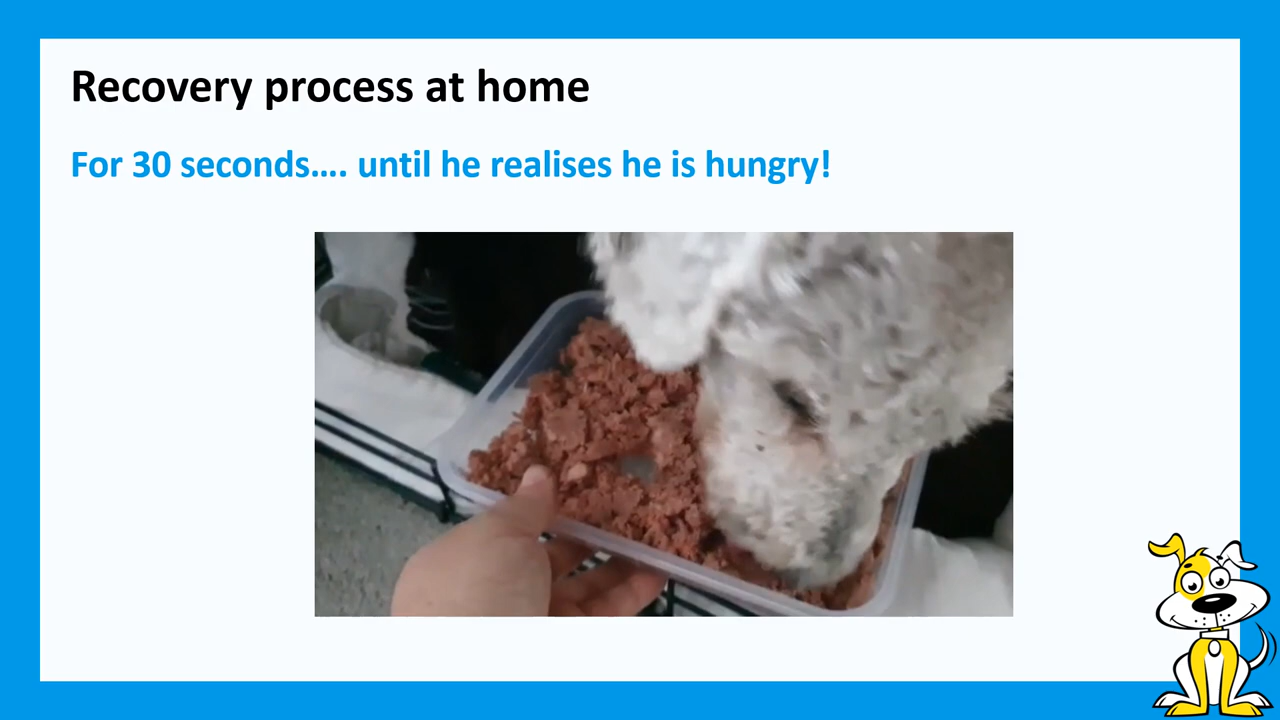 Recovery process at home
For 30 seconds.... until he realises he is hungry!